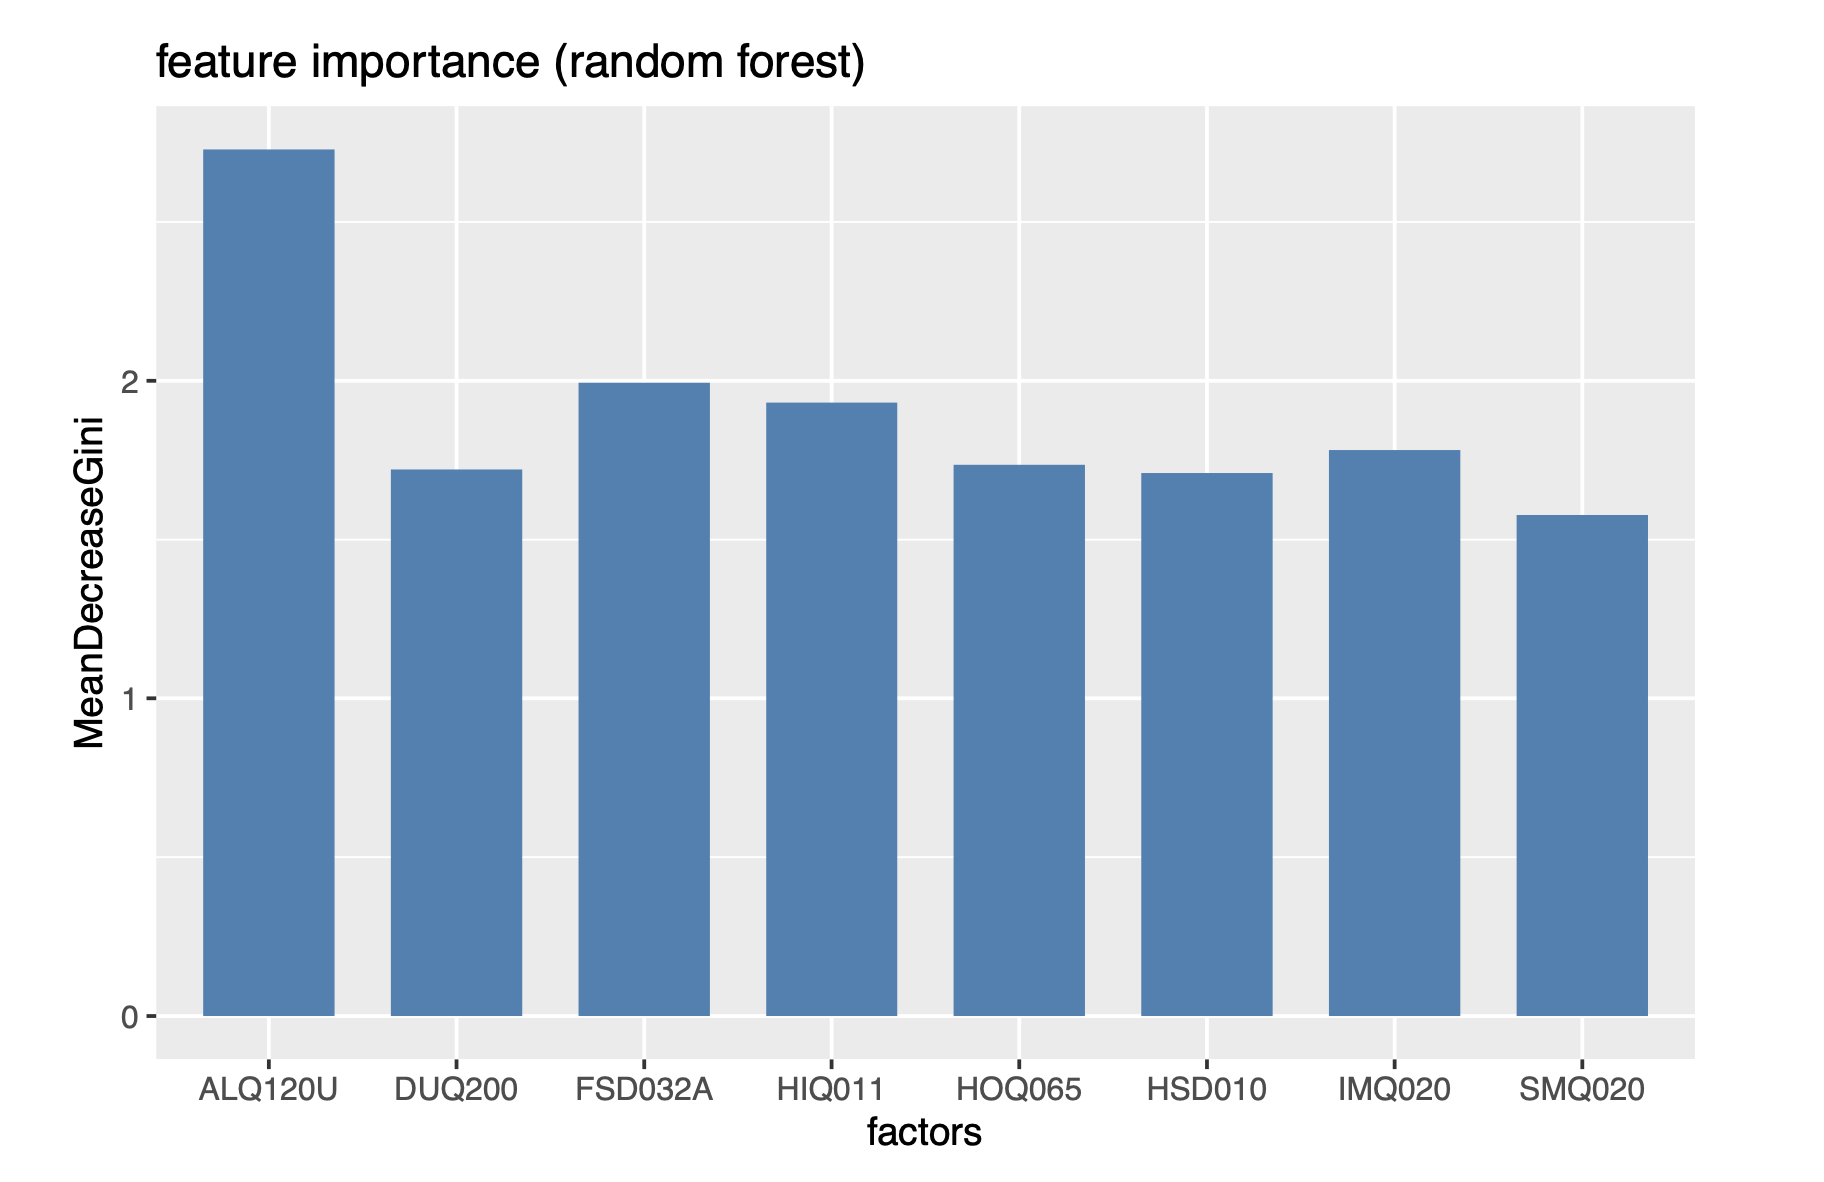 feature importance (random forest)
MeanDecreaseGini
2
1
0
ALQ120U DUQ200 FSD032A HIQ011 HOQ065 HSD010 IMQ020 SMQ020
factors